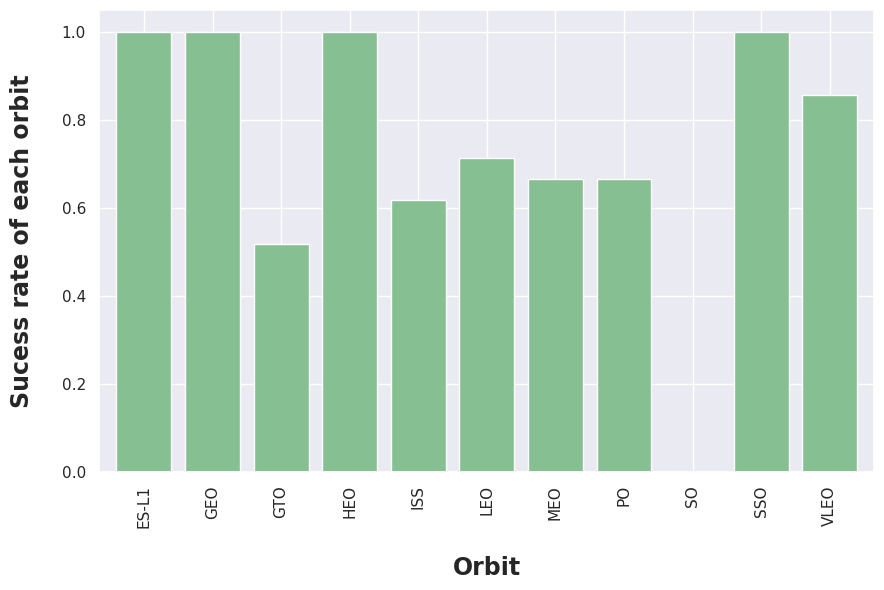 Sucess rate of each orbit
1.0
0.8
0.6
0.4
0.2
0.0
ES-L1
GEO
GTO
HEO
ISS
LEO
MEO
PO
SO
SSO
VLEO
Orbit